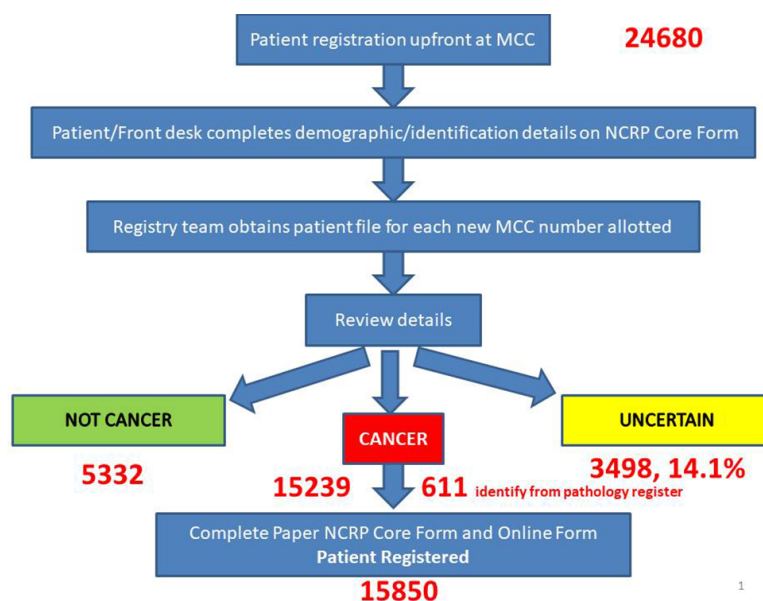 Patient registration upfront at MCC
24680
Patient/Front desk completes demographic/identification details on NCRP Core Form
Registry team obtains patient file for each new MCC number allotted
Review details
NOT CANCER
CANCER
UNCERTAIN
5332
15239
611 identify from pathology register
3498, 14.1%
Complete Paper NCRP Core Form and Online Form
Patient Registered
15850
1